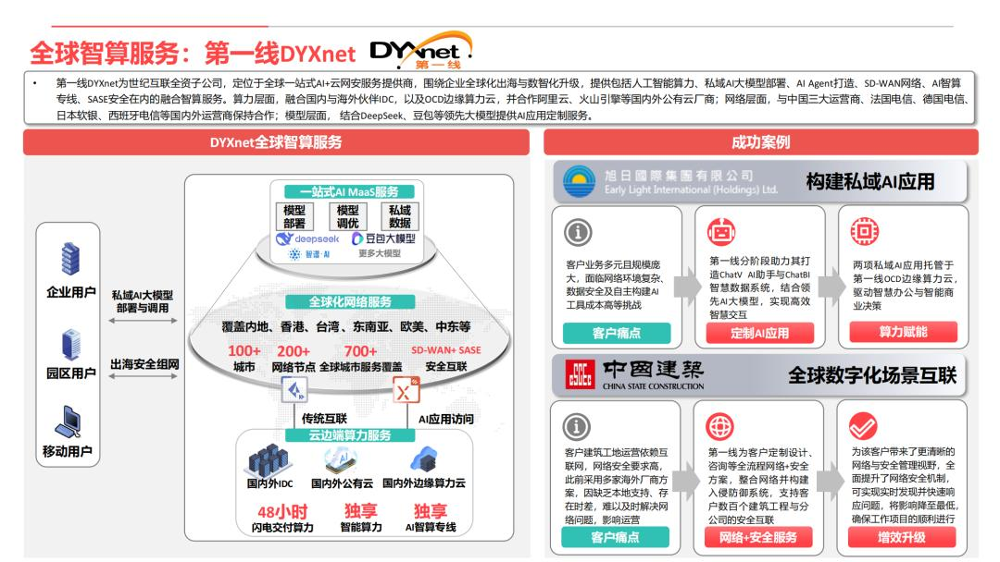 全球智算服务：第一线DYXnet
DYXnet
第一线
• 第一线DYXnet为世纪互联全资子公司，定位于全球一站式AI+云网安服务提供商，围绕企业全球化出海与数智化升级，提供包括人工智能算力、私域AI大模型部署、AI Agent打造、SD-WAN网络、AI智算
专线、SASE安全在内的融合智算服务。算力层面，融合国内与海外伙伴IDC，以及OCD边缘算力云，并合作阿里云、火山引擎等国内外公有云厂商；网络层面，与中国三大运营商、法国电信、德国电信、
日本软银、西班牙电信等国内外运营商保持合作；模型层面， 结合DeepSeek、豆包等领先大模型提供AI应用定制服务。
DYXnet全球智算服务
企业用户
园区用户
移动用户
私域AI大模型
部署与调用
出海安全组网
一站式AI MaaS服务
模型
部署
模型
调优
私域
数据
deepseek
豆包大模型
智谱·AI
更多大模型
全球化网络服务
覆盖内地、香港、台湾、东南亚、欧美、中东等
100+
城市
200+
网络节点
700+
全球城市服务覆盖
SD-WAN+ SASE
安全互联
传统互联
AI应用访问
云边端算力服务
AI
国内外IDC
国内外公有云
国内外边缘算力云
48小时
闪电交付算力
独享
智能算力
独享
AI智算专线
成功案例
旭日國際集團有限公司
Early Light International (Holdings) Ltd.
构建私域AI应用
客户业务多元且规模庞
大，面临网络环境复杂、
数据安全及自主构建AI
工具成本高等挑战
客户痛点
第一线分阶段助力其打
造ChatV AI助手与ChatBI
智慧数据系统，结合领
先AI大模型，实现高效
智慧交互
定制AI应用
两项私域AI应用托管于
第一线OCD边缘算力云，
驱动智慧办公与智能商
业决策
算力赋能
CSCEC
中國建築
CHINA STATE CONSTRUCTION
全球数字化场景互联
客户建筑工地运营依赖互
联网，网络安全要求高，
此前采用多家海外厂商方
案，因缺乏本地支持、存
在时差，难以及时解决网
络问题，影响运营
客户痛点
第一线为客户定制设计、
咨询等全流程网络+安全
方案，整合网络并构建
入侵防御系统，支持客
户数百个建筑工程与分
公司的安全互联
网络+安全服务
为该客户带来了更清晰的
网络与安全管理视野，全
面提升了网络安全机制，
可实现实时发现并快速响
应问题，将影响降至最低，
确保工作项目的顺利进行
增效升级